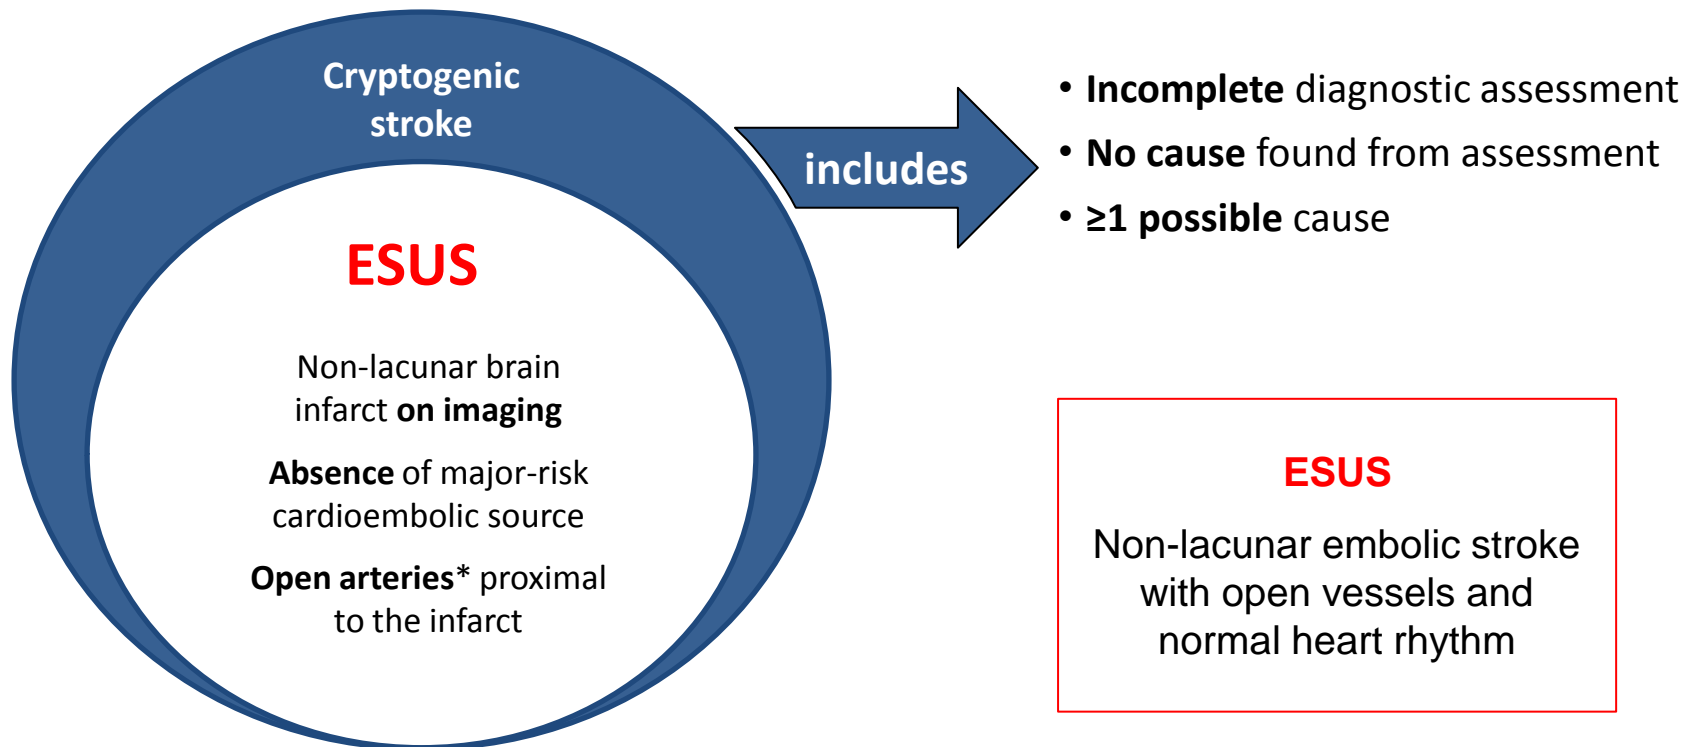 Cryptogenic
stroke
ESUS
Non-lacunar brain
infarct on imaging
Absence of major-risk
cardioembolic source
Open arteries* proximal
to the infarct
includes
• Incomplete diagnostic assessment
• No cause found from assessment
• ≥1 possible cause
ESUS
Non-lacunar embolic stroke
with open vessels and
normal heart rhythm